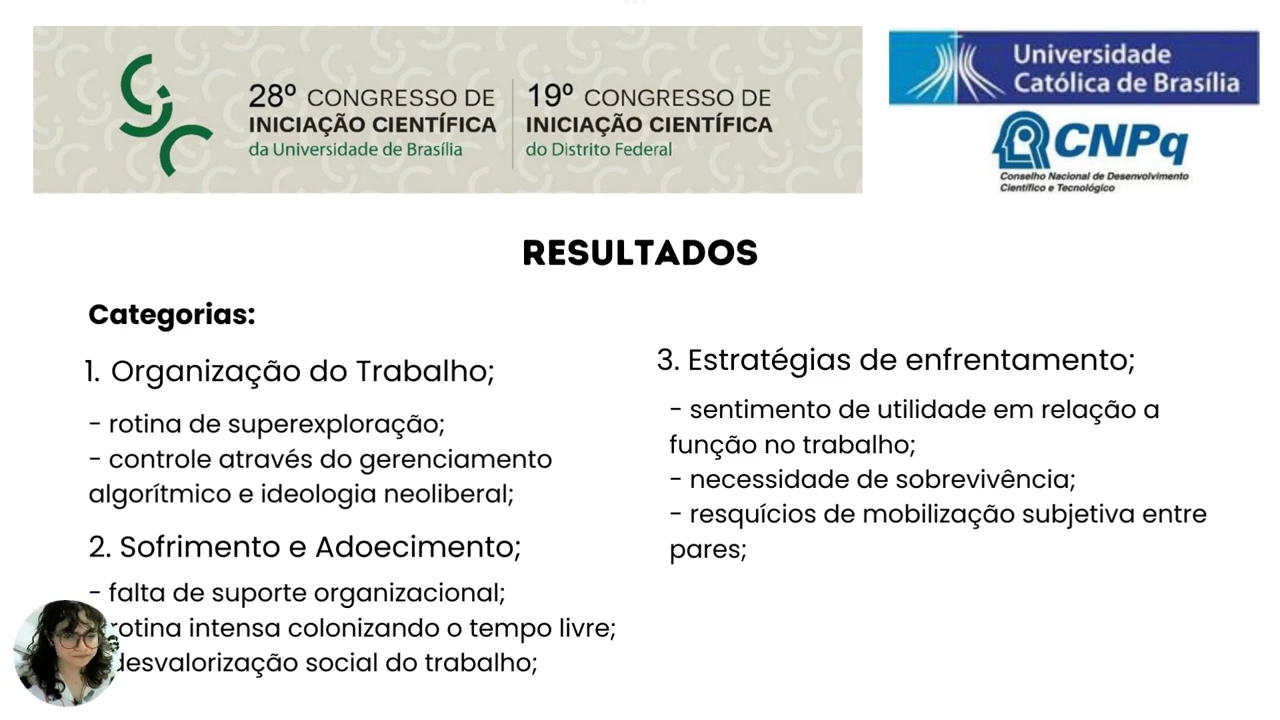 28º CONGRESSO DE
INICIAÇÃO CIENTÍFICA
da Universidade de Brasília
19º CONGRESSO DE
INICIAÇÃO CIENTÍFICA
do Distrito Federal
Universidade
Católica de Brasília
CNPq
Conselho Nacional de Desenvolvimento
Científico e Tecnológico
RESULTADOS
Categorias:
1. Organização do Trabalho;
- rotina de superexploração;
- controle através do gerenciamento
algorítmico e ideologia neoliberal;
2. Sofrimento e Adoecimento;
- falta de suporte organizacional;
rotina intensa colonizando o tempo livre;
desvalorização social do trabalho;
3. Estratégias de enfrentamento;
- sentimento de utilidade em relação a
função no trabalho;
- necessidade de sobrevivência;
- resquícios de mobilização subjetiva entre
pares;